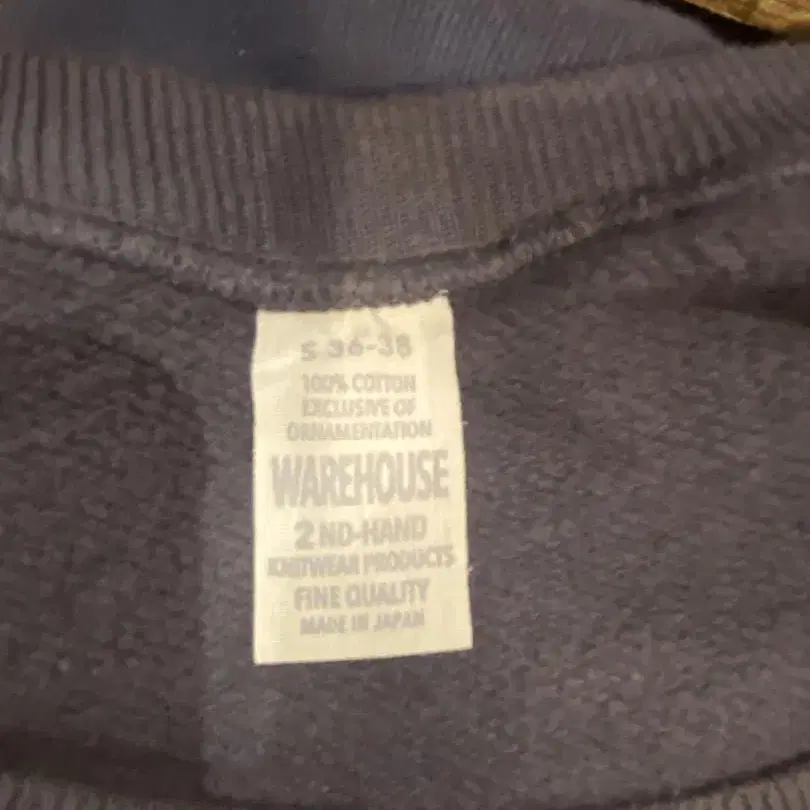 S 36-38
100% COTTON
EXCLUSIVE OF
ORNAMENTATION
WAREHOUSE
2ND-HAND
KNITWEAR PRODUCTS
FINE QUALITY
MADE IN JAPAN